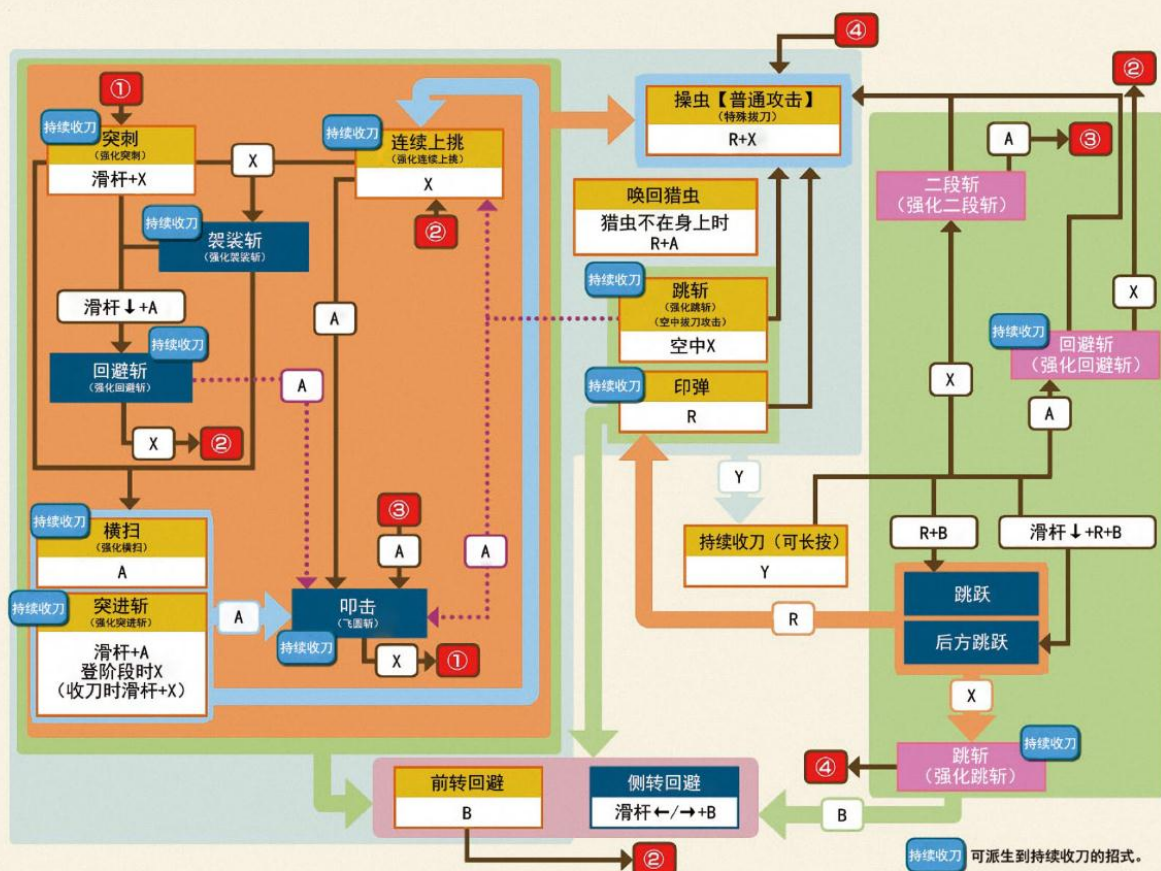 ④
①
持续收刀
突刺
(强化突刺)
滑杆+X
X
持续收刀
连续上挑
(强化连续上挑)
X
②
操虫【普通攻击】
(特殊拔刀)
R+X
②
A
③
二段斩
(强化二段斩)
持续收刀
袈裟斩
(强化袈裟斩)
唤回猎虫
猎虫不在身上时
R+A
滑杆↓+A
A
持续收刀
跳斩
(强化跳斩)
(空中拔刀攻击)
空中X
X
持续收刀
回避斩
(强化回避斩)
持续收刀
回避斩
(强化回避斩)
A
X
②
持续收刀
印弹
R
X
A
Y
③
A
A
持续收刀
横扫
(强化横扫)
A
持续收刀
突进斩
(强化突进斩)
滑杆+A
登阶段时X
(收刀时滑杆+X)
A
叩击
(飞圆斩)
持续收刀
X
①
持续收刀（可长按）
Y
R+B
滑杆↓+R+B
跳跃
后方跳跃
R
X
④
跳斩
(强化跳斩)
持续收刀
前转回避
B
侧转回避
滑杆←/→+B
B
②
持续收刀 可派生到持续收刀的招式。